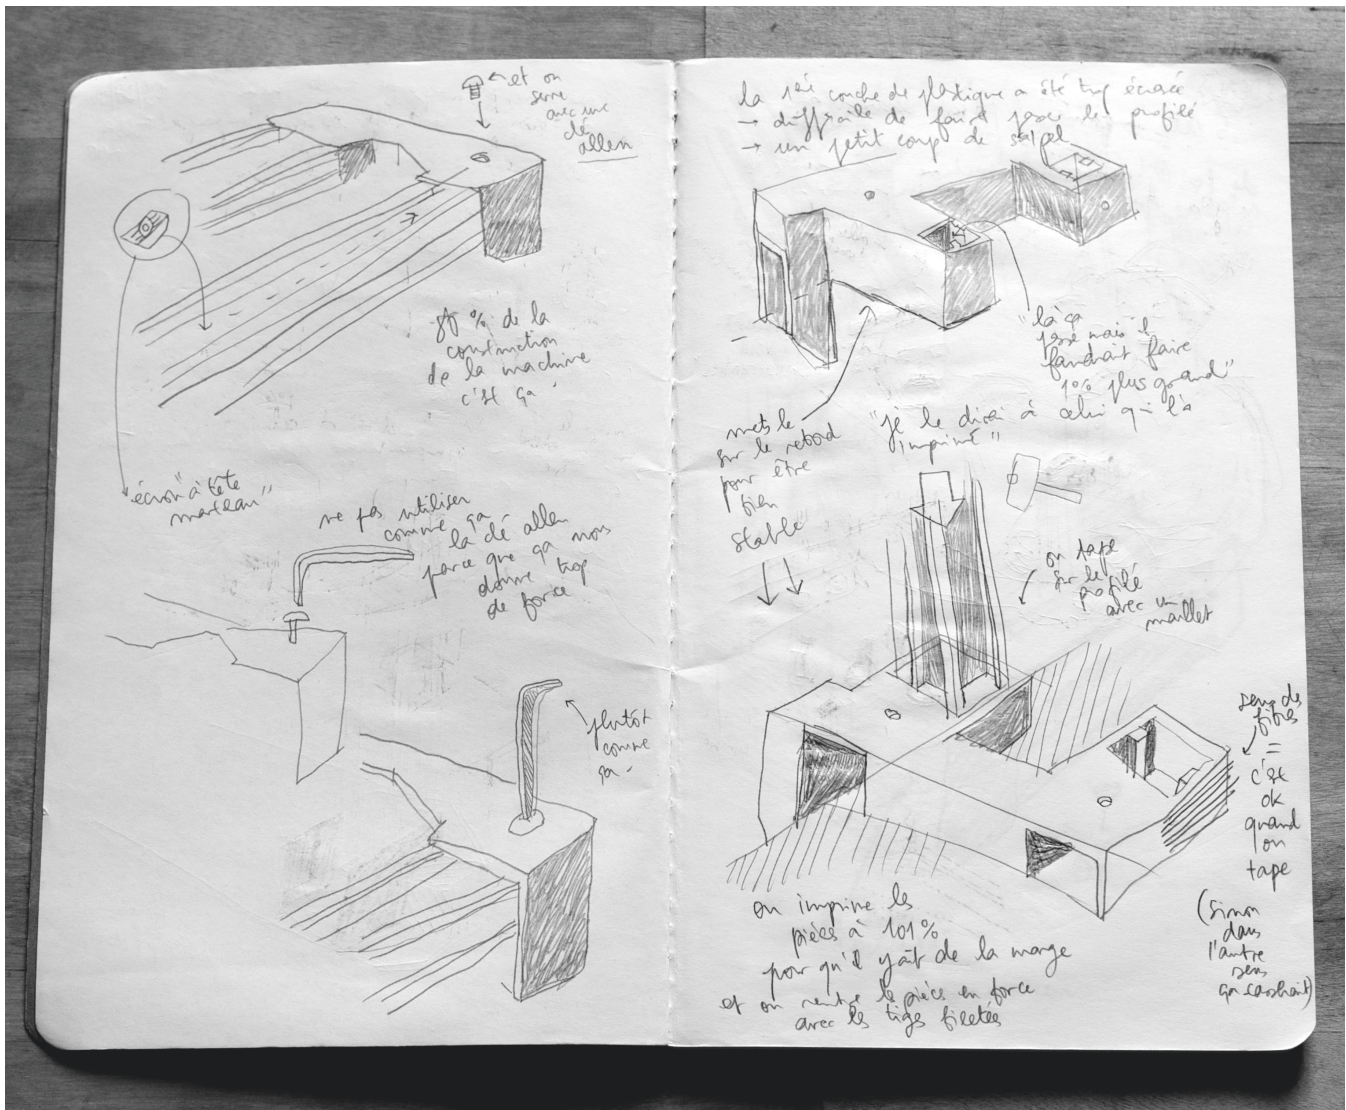 et on
serre
avec une
clé
allen
% de la
construction
de la machine
c'est ça
écrou "à tête
marteau"
ne pas utiliser
comme ça
la clé allen
parce que ça nous
donne trop
de force
plutôt
comme
ça
la 1ère couche de plastique a été trop écrasée
→ difficile de faire passer les profilé
→ un petit coup de scalpel
"là ça
passe mais il
faudrait faire
1% plus grand"
"je le dirai à celui qui l'a
imprimé"
mets le
sur le rebord
pour être
bien
stable"
on tape
sur le
profilé
avec un
maillet
sens des
fibres
=
c'est
ok
quand
on
tape
(sinon
dans
l'autre
sens
ça casserait)
on imprime les
pièces à 101%
pour qu'il y ait de la marge
et on rentre les pièces en force
avec les tiges filetées